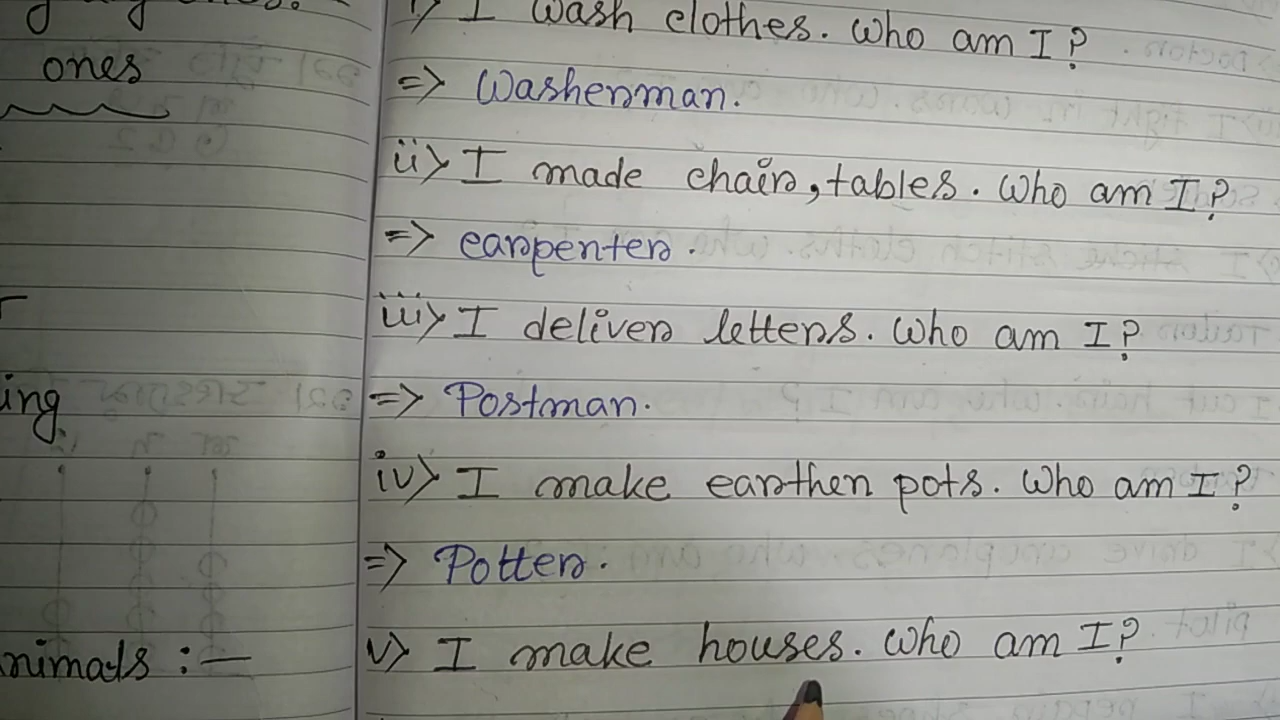 ones
i) I wash clothes. Who am I?
=> Washerman.
ii) I made chair, tables. Who am I?
=> carpenter.
iii) I deliver letters. Who am I?
ing
=> Postman.
iv) I make earthen pots. Who am I?
=> Potter.
nimals :—
v) I make houses. Who am I?